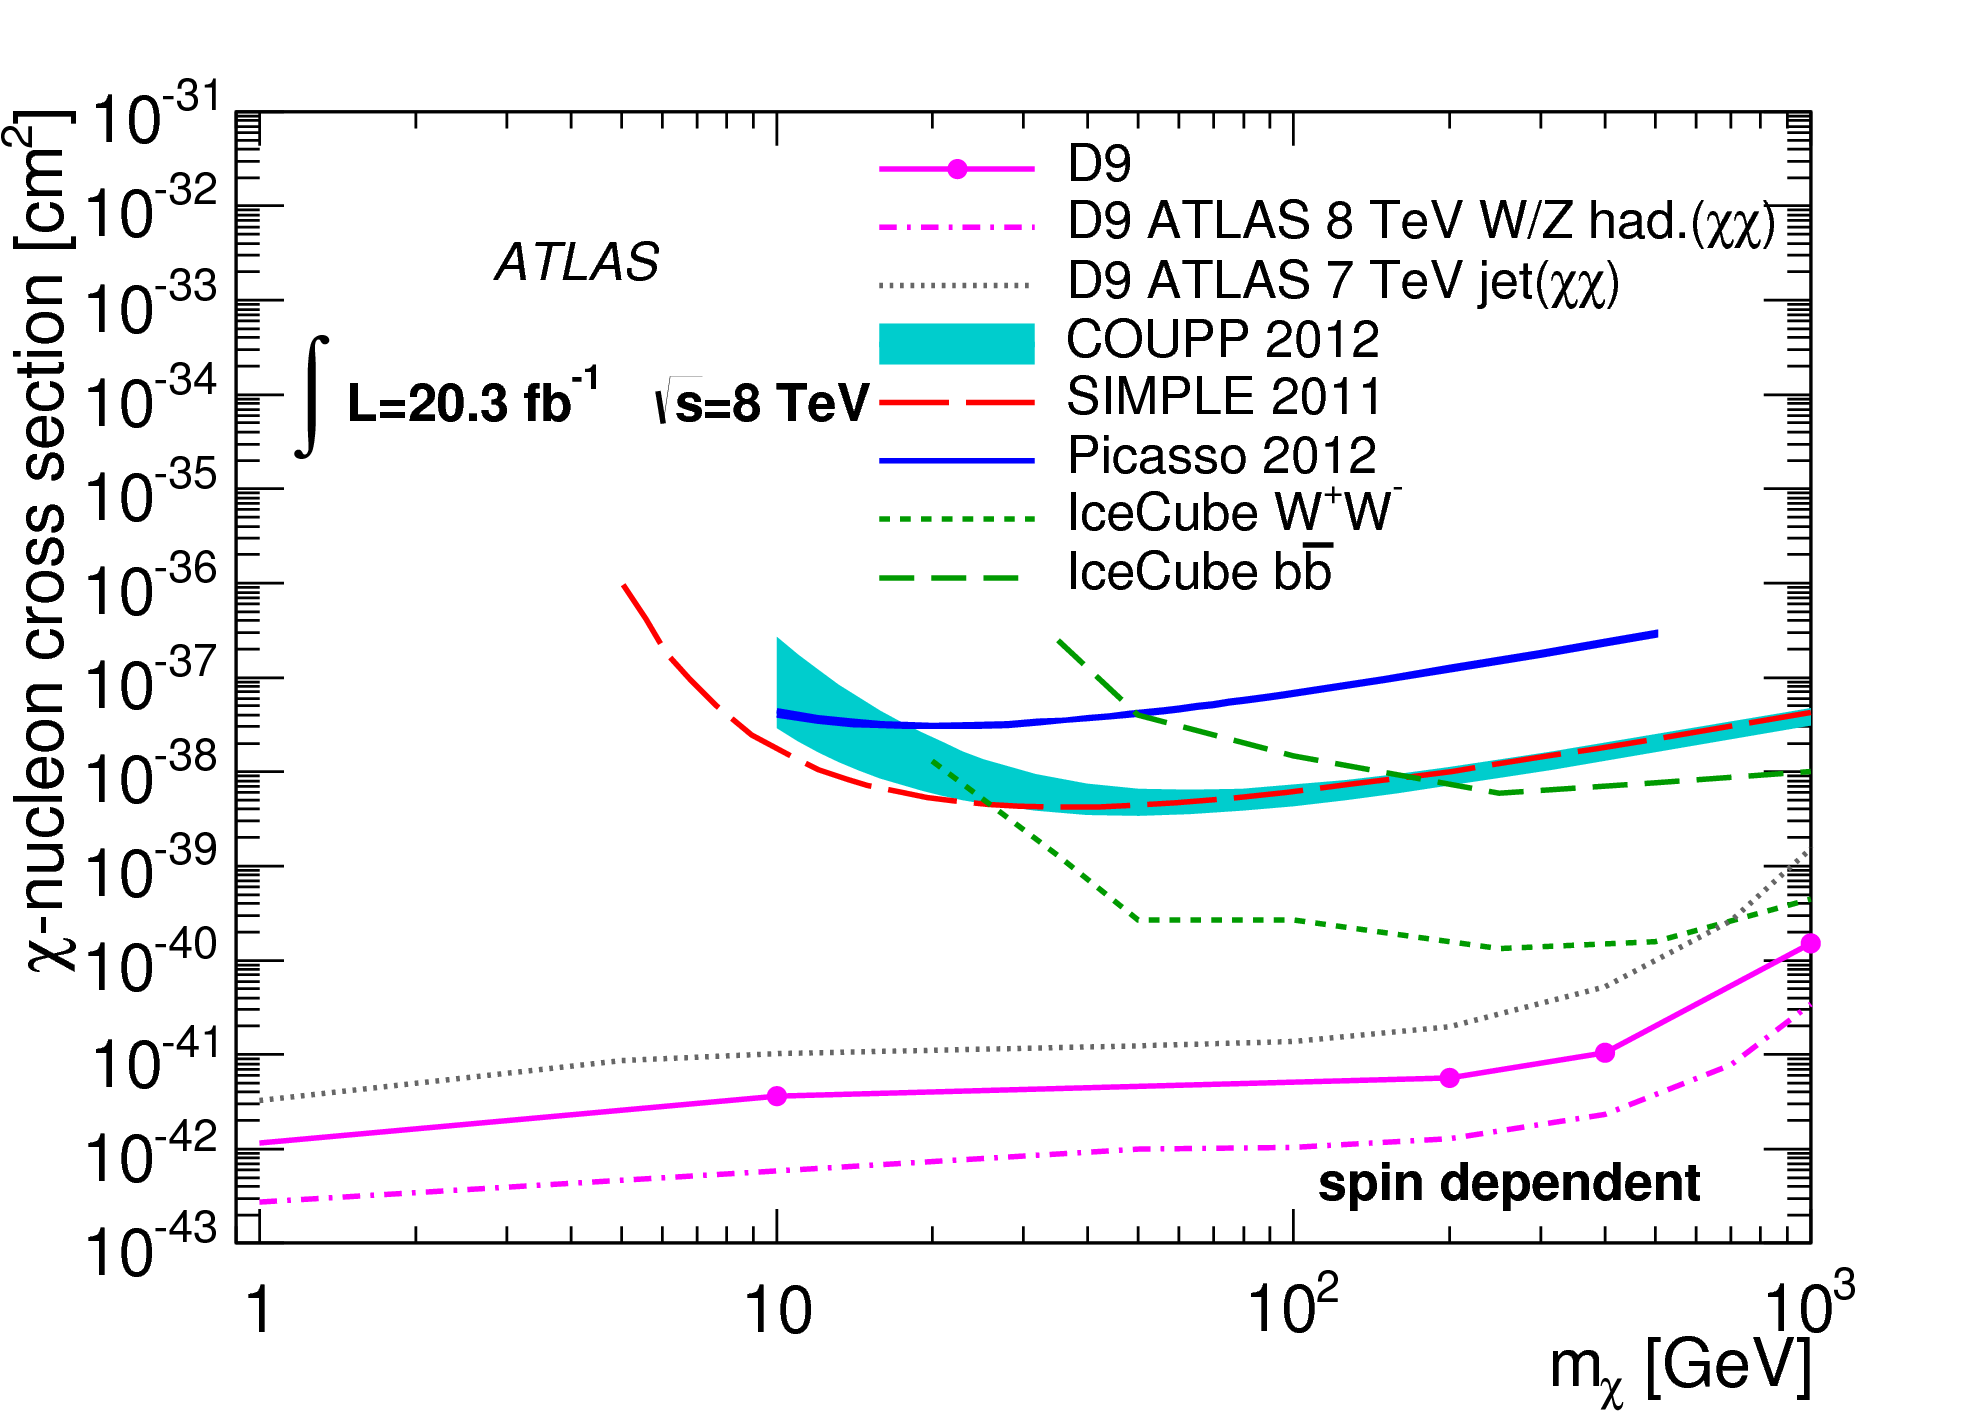 χ-nucleon cross section [cm²]
10⁻³¹
10⁻³²
10⁻³³
10⁻³⁴
10⁻³⁵
10⁻³⁶
10⁻³⁷
10⁻³⁸
10⁻³⁹
10⁻⁴⁰
10⁻⁴¹
10⁻⁴²
10⁻⁴³
ATLAS
∫ L=20.3 fb⁻¹ √s=8 TeV
D9
D9 ATLAS 8 TeV W/Z had.(χχ)
D9 ATLAS 7 TeV jet(χχ)
COUPP 2012
SIMPLE 2011
Picasso 2012
IceCube W⁺W⁻
IceCube bb̅
spin dependent
1 10 10² 10³
m_χ [GeV]